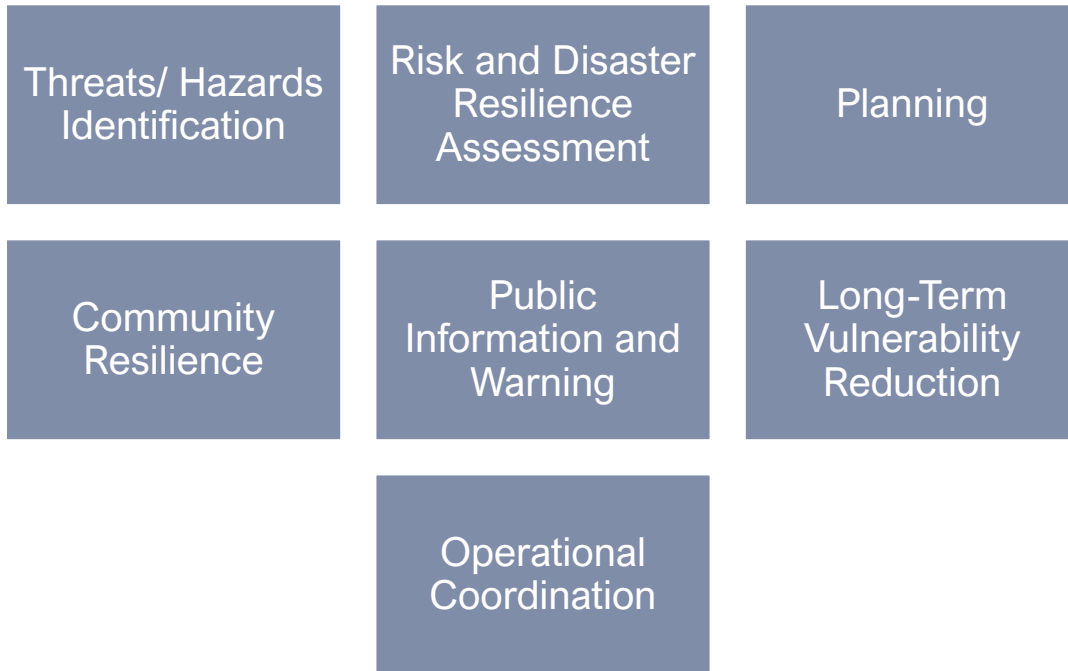 Threats/ Hazards
Identification
Risk and Disaster
Resilience
Assessment
Planning
Community
Resilience
Public
Information and
Warning
Long-Term
Vulnerability
Reduction
Operational
Coordination